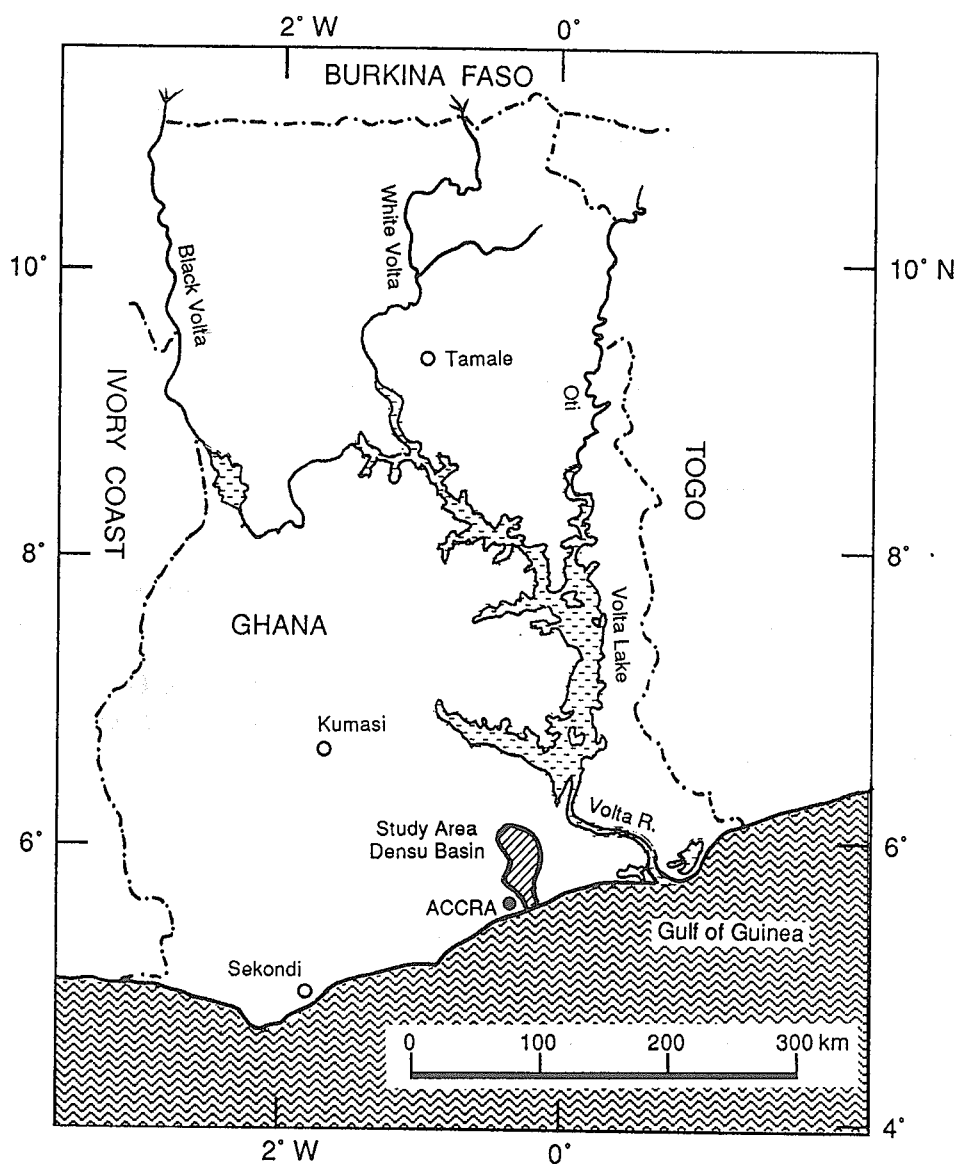 2° W
0°
BURKINA FASO
10°
10° N
Black Volta
White Volta
Tamale
Oti
IVORY COAST
TOGO
8°
8°
GHANA
Volta Lake
Kumasi
Volta R.
6°
Study Area
Densu Basin
6°
ACCRA
Gulf of Guinea
Sekondi
0 100 200 300 km
4°
2° W
0°